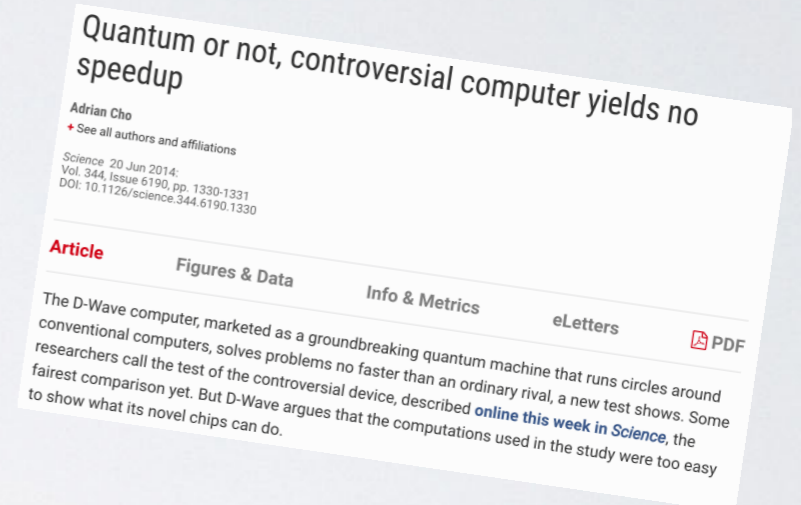 Quantum or not, controversial computer yields no
speedup
Adrian Cho
+ See all authors and affiliations
Science 20 Jun 2014:
Vol. 344, Issue 6190, pp. 1330-1331
DOI: 10.1126/science.344.6190.1330
Article Figures & Data Info & Metrics eLetters PDF
The D-Wave computer, marketed as a groundbreaking quantum machine that runs circles around
conventional computers, solves problems no faster than an ordinary rival, a new test shows. Some
researchers call the test of the controversial device, described online this week in Science, the
fairest comparison yet. But D-Wave argues that the computations used in the study were too easy
to show what its novel chips can do.